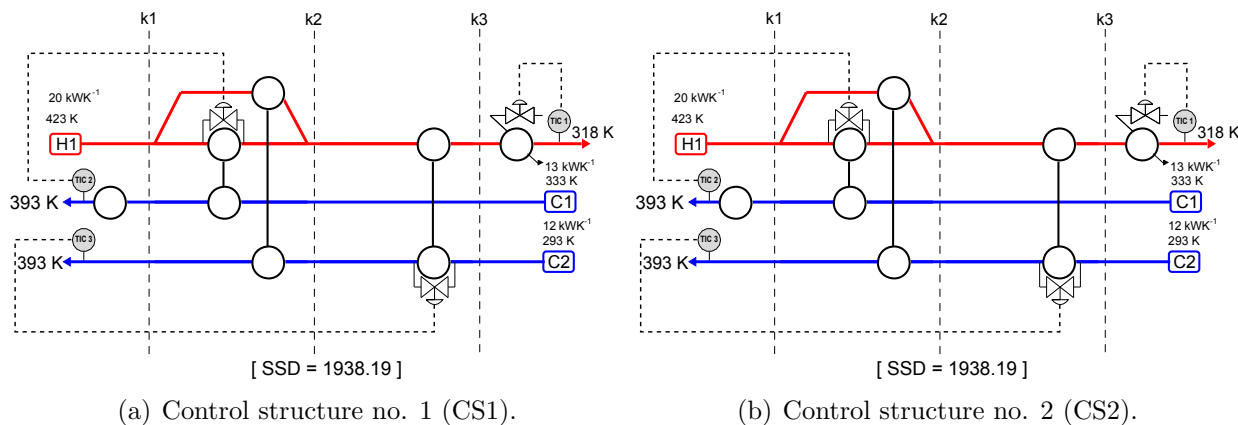 k1
k2
k3
20 kWK⁻¹
423 K
H1
TIC 1
318 K
13 kWK⁻¹
333 K
TIC 2
393 K
C1
12 kWK⁻¹
293 K
TIC 3
393 K
C2
[ SSD = 1938.19 ]
(a) Control structure no. 1 (CS1).
k1
k2
k3
20 kWK⁻¹
423 K
H1
TIC 1
318 K
13 kWK⁻¹
333 K
TIC 2
393 K
C1
12 kWK⁻¹
293 K
TIC 3
393 K
C2
[ SSD = 1938.19 ]
(b) Control structure no. 2 (CS2).